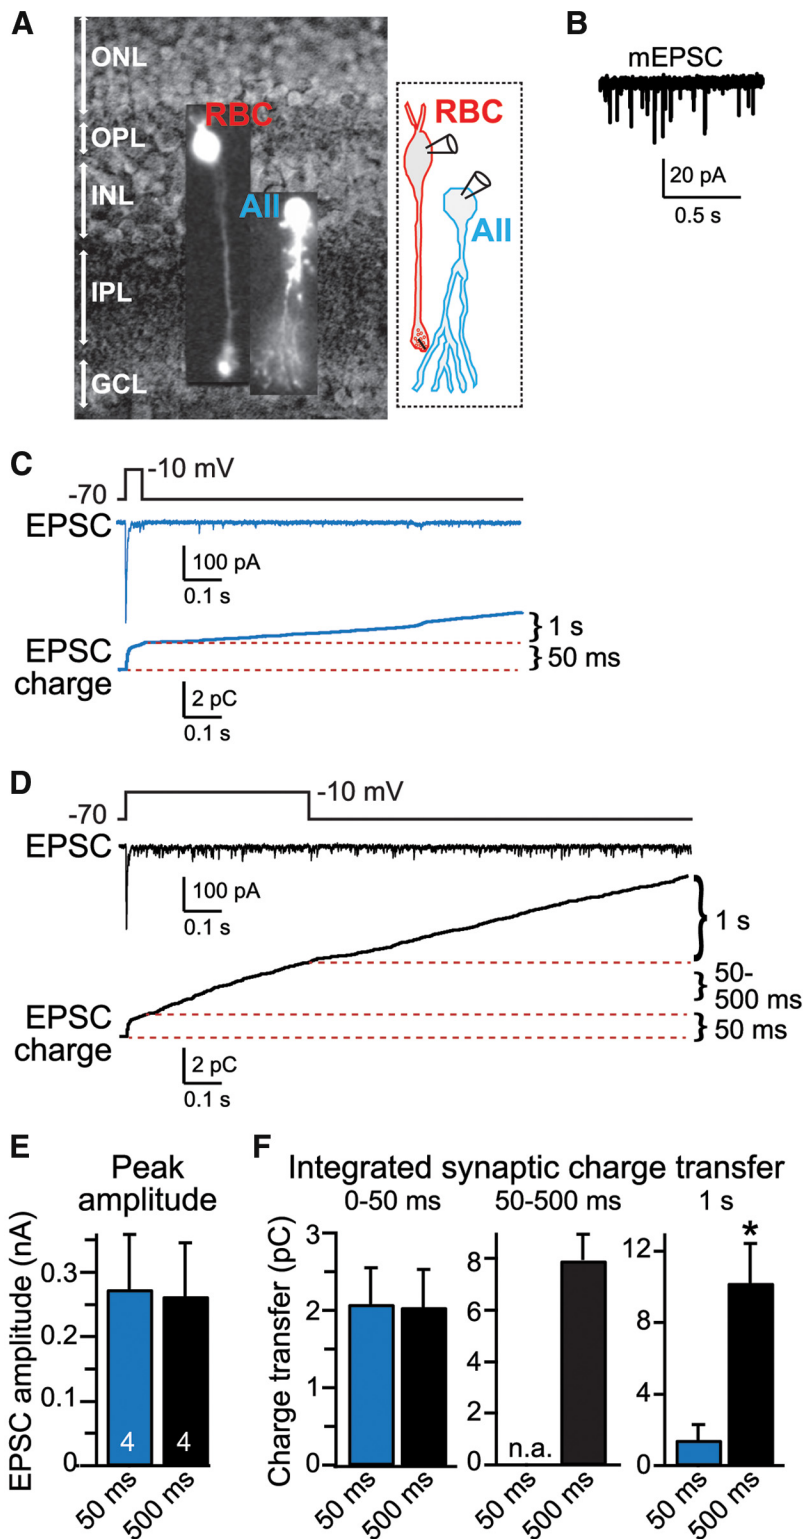 A
ONL
OPL
INL
IPL
GCL
RBC
AII
RBC
AII
B
mEPSC
20 pA
0.5 s
C
-70
-10 mV
EPSC
100 pA
0.1 s
EPSC
charge
1 s
50 ms
2 pC
0.1 s
D
-70
-10 mV
EPSC
100 pA
0.1 s
EPSC
charge
1 s
50-
500 ms
50 ms
2 pC
0.1 s
E
Peak
amplitude
EPSC amplitude (nA)
0.3
0.2
0.1
0
4
4
50 ms
500 ms
F
Integrated synaptic charge transfer
0-50 ms
50-500 ms
1 s
Charge transfer (pC)
3
2
1
0
50 ms
500 ms
8
6
4
2
0
n.a.
50 ms
500 ms
12
8
4
0
*
50 ms
500 ms